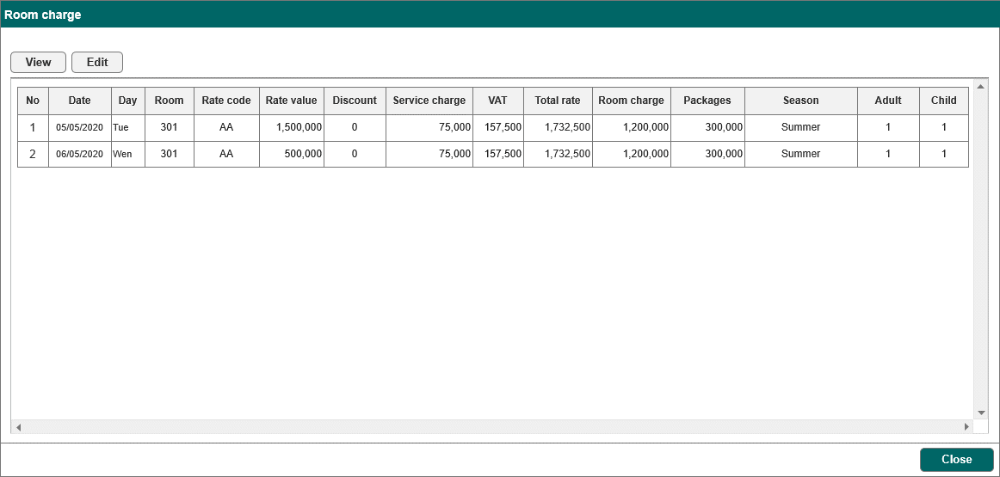 Room charge
View Edit
No Date Day Room Rate code Rate value Discount Service charge VAT Total rate Room charge Packages Season Adult Child
1 05/05/2020 Tue 301 AA 1,500,000 0 75,000 157,500 1,732,500 1,200,000 300,000 Summer 1 1
2 06/05/2020 Wen 301 AA 500,000 0 75,000 157,500 1,732,500 1,200,000 300,000 Summer 1 1
Close